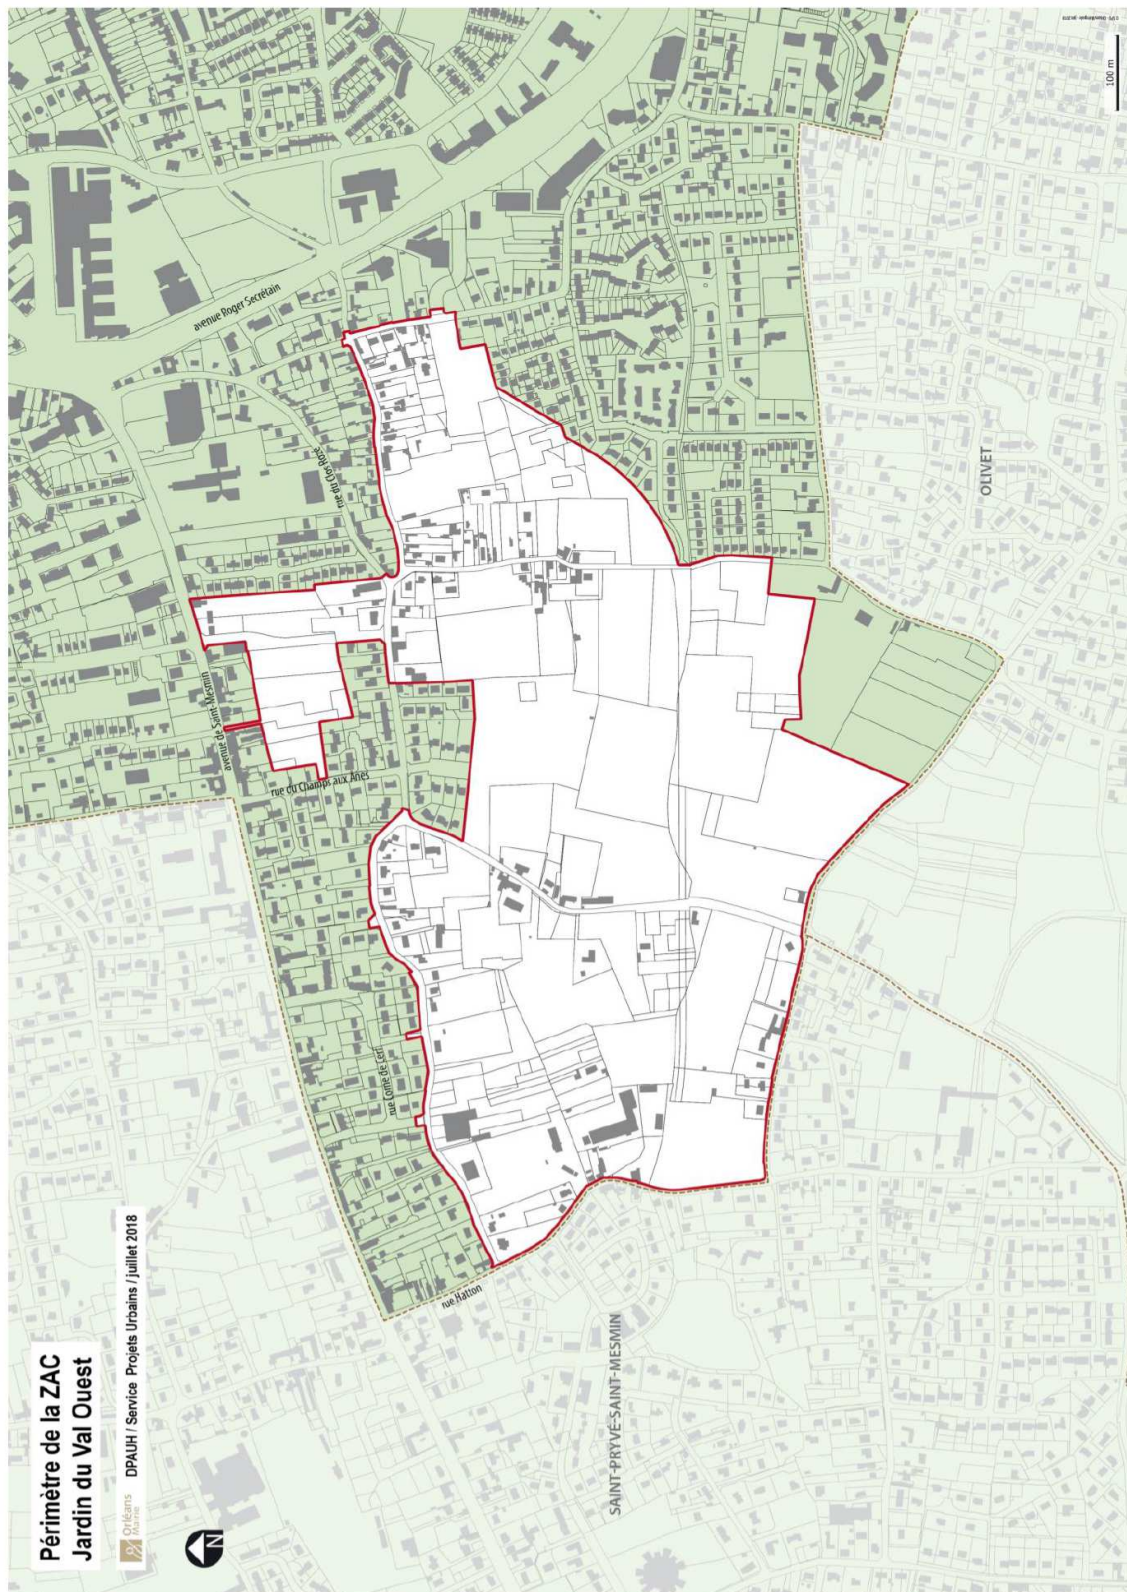 Périmètre de la ZAC
Jardin du Val Ouest
Orléans
Mairie
DPAUH / Service Projets Urbains / juillet 2018
N
avenue Roger Secrétain
rue du Clos Rozé
avenue de Saint-Mesmin
rue du Champs aux Anes
rue Corne de Cerf
rue Hatton
SAINT-PRYVÉ-SAINT-MESMIN
OLIVET
100 m